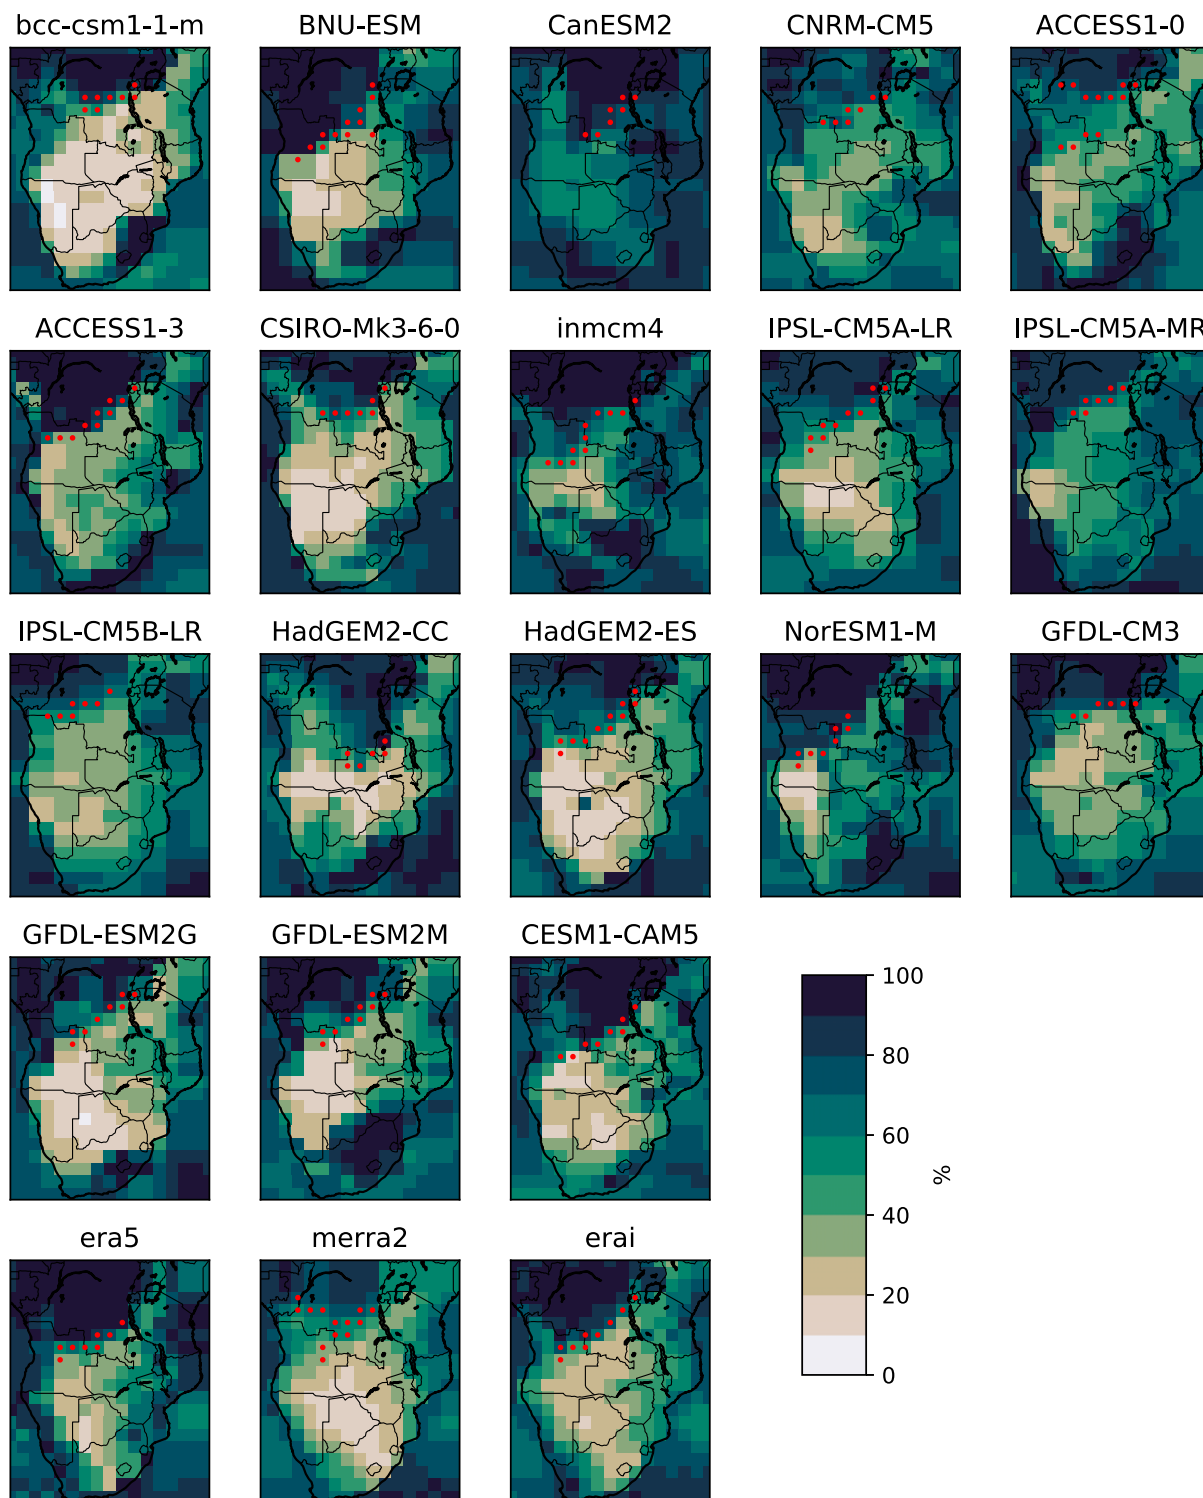 bcc-csm1-1-m BNU-ESM CanESM2 CNRM-CM5 ACCESS1-0
ACCESS1-3 CSIRO-Mk3-6-0 inmcm4 IPSL-CM5A-LR IPSL-CM5A-MR
IPSL-CM5B-LR HadGEM2-CC HadGEM2-ES NorESM1-M GFDL-CM3
GFDL-ESM2G GFDL-ESM2M CESM1-CAM5
100
80
60
40
20
0
%
era5 merra2 erai